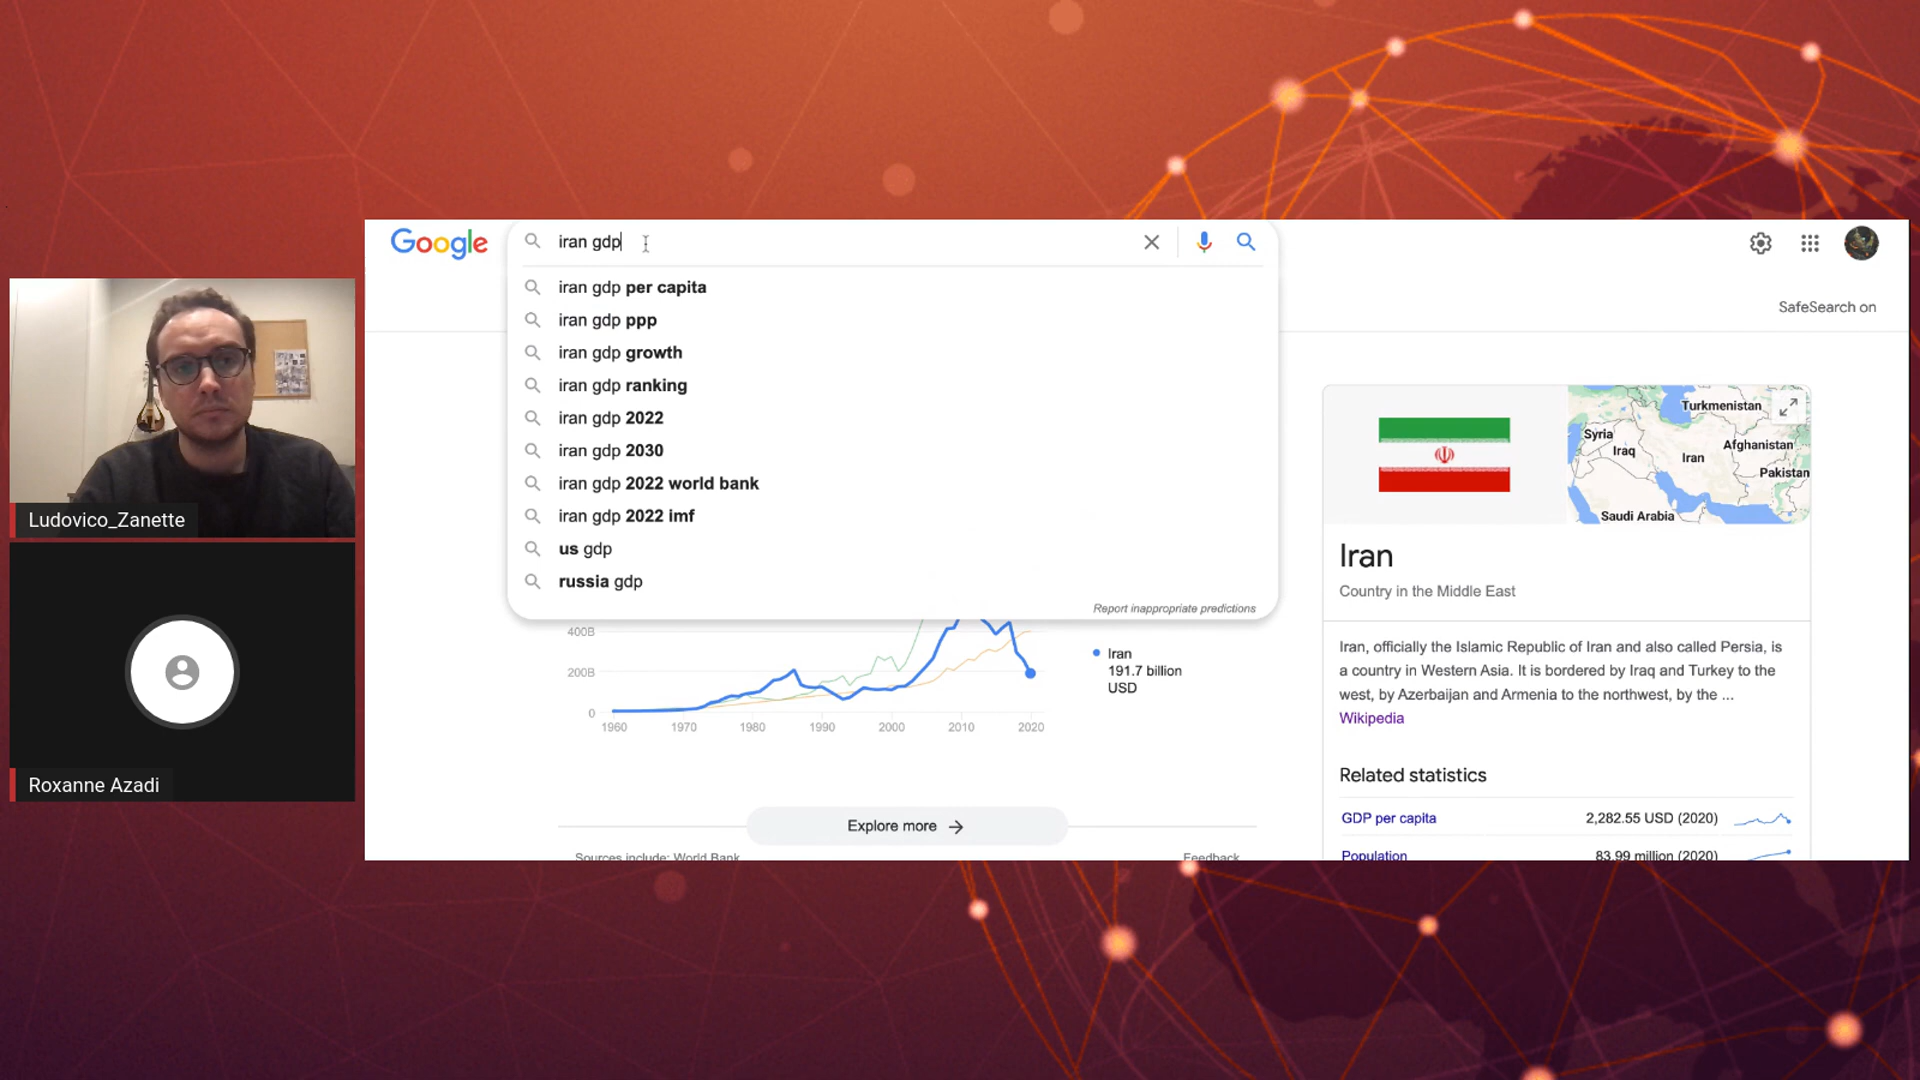 Google
iran gdp
iran gdp per capita
iran gdp ppp
iran gdp growth
iran gdp ranking
iran gdp 2022
iran gdp 2030
iran gdp 2022 world bank
iran gdp 2022 imf
us gdp
russia gdp
Report inappropriate predictions
SafeSearch on
400B
200B
0
1960 1970 1980 1990 2000 2010 2020
Iran
191.7 billion
USD
Explore more
Sources include: World Bank
Feedback
Turkmenistan
Syria
Iraq
Iran
Afghanistan
Pakistan
Saudi Arabia
Iran
Country in the Middle East
Iran, officially the Islamic Republic of Iran and also called Persia, is
a country in Western Asia. It is bordered by Iraq and Turkey to the
west, by Azerbaijan and Armenia to the northwest, by the ...
Wikipedia
Related statistics
GDP per capita 2,282.55 USD (2020)
Population 83.99 million (2020)
Ludovico_Zanette
Roxanne Azadi